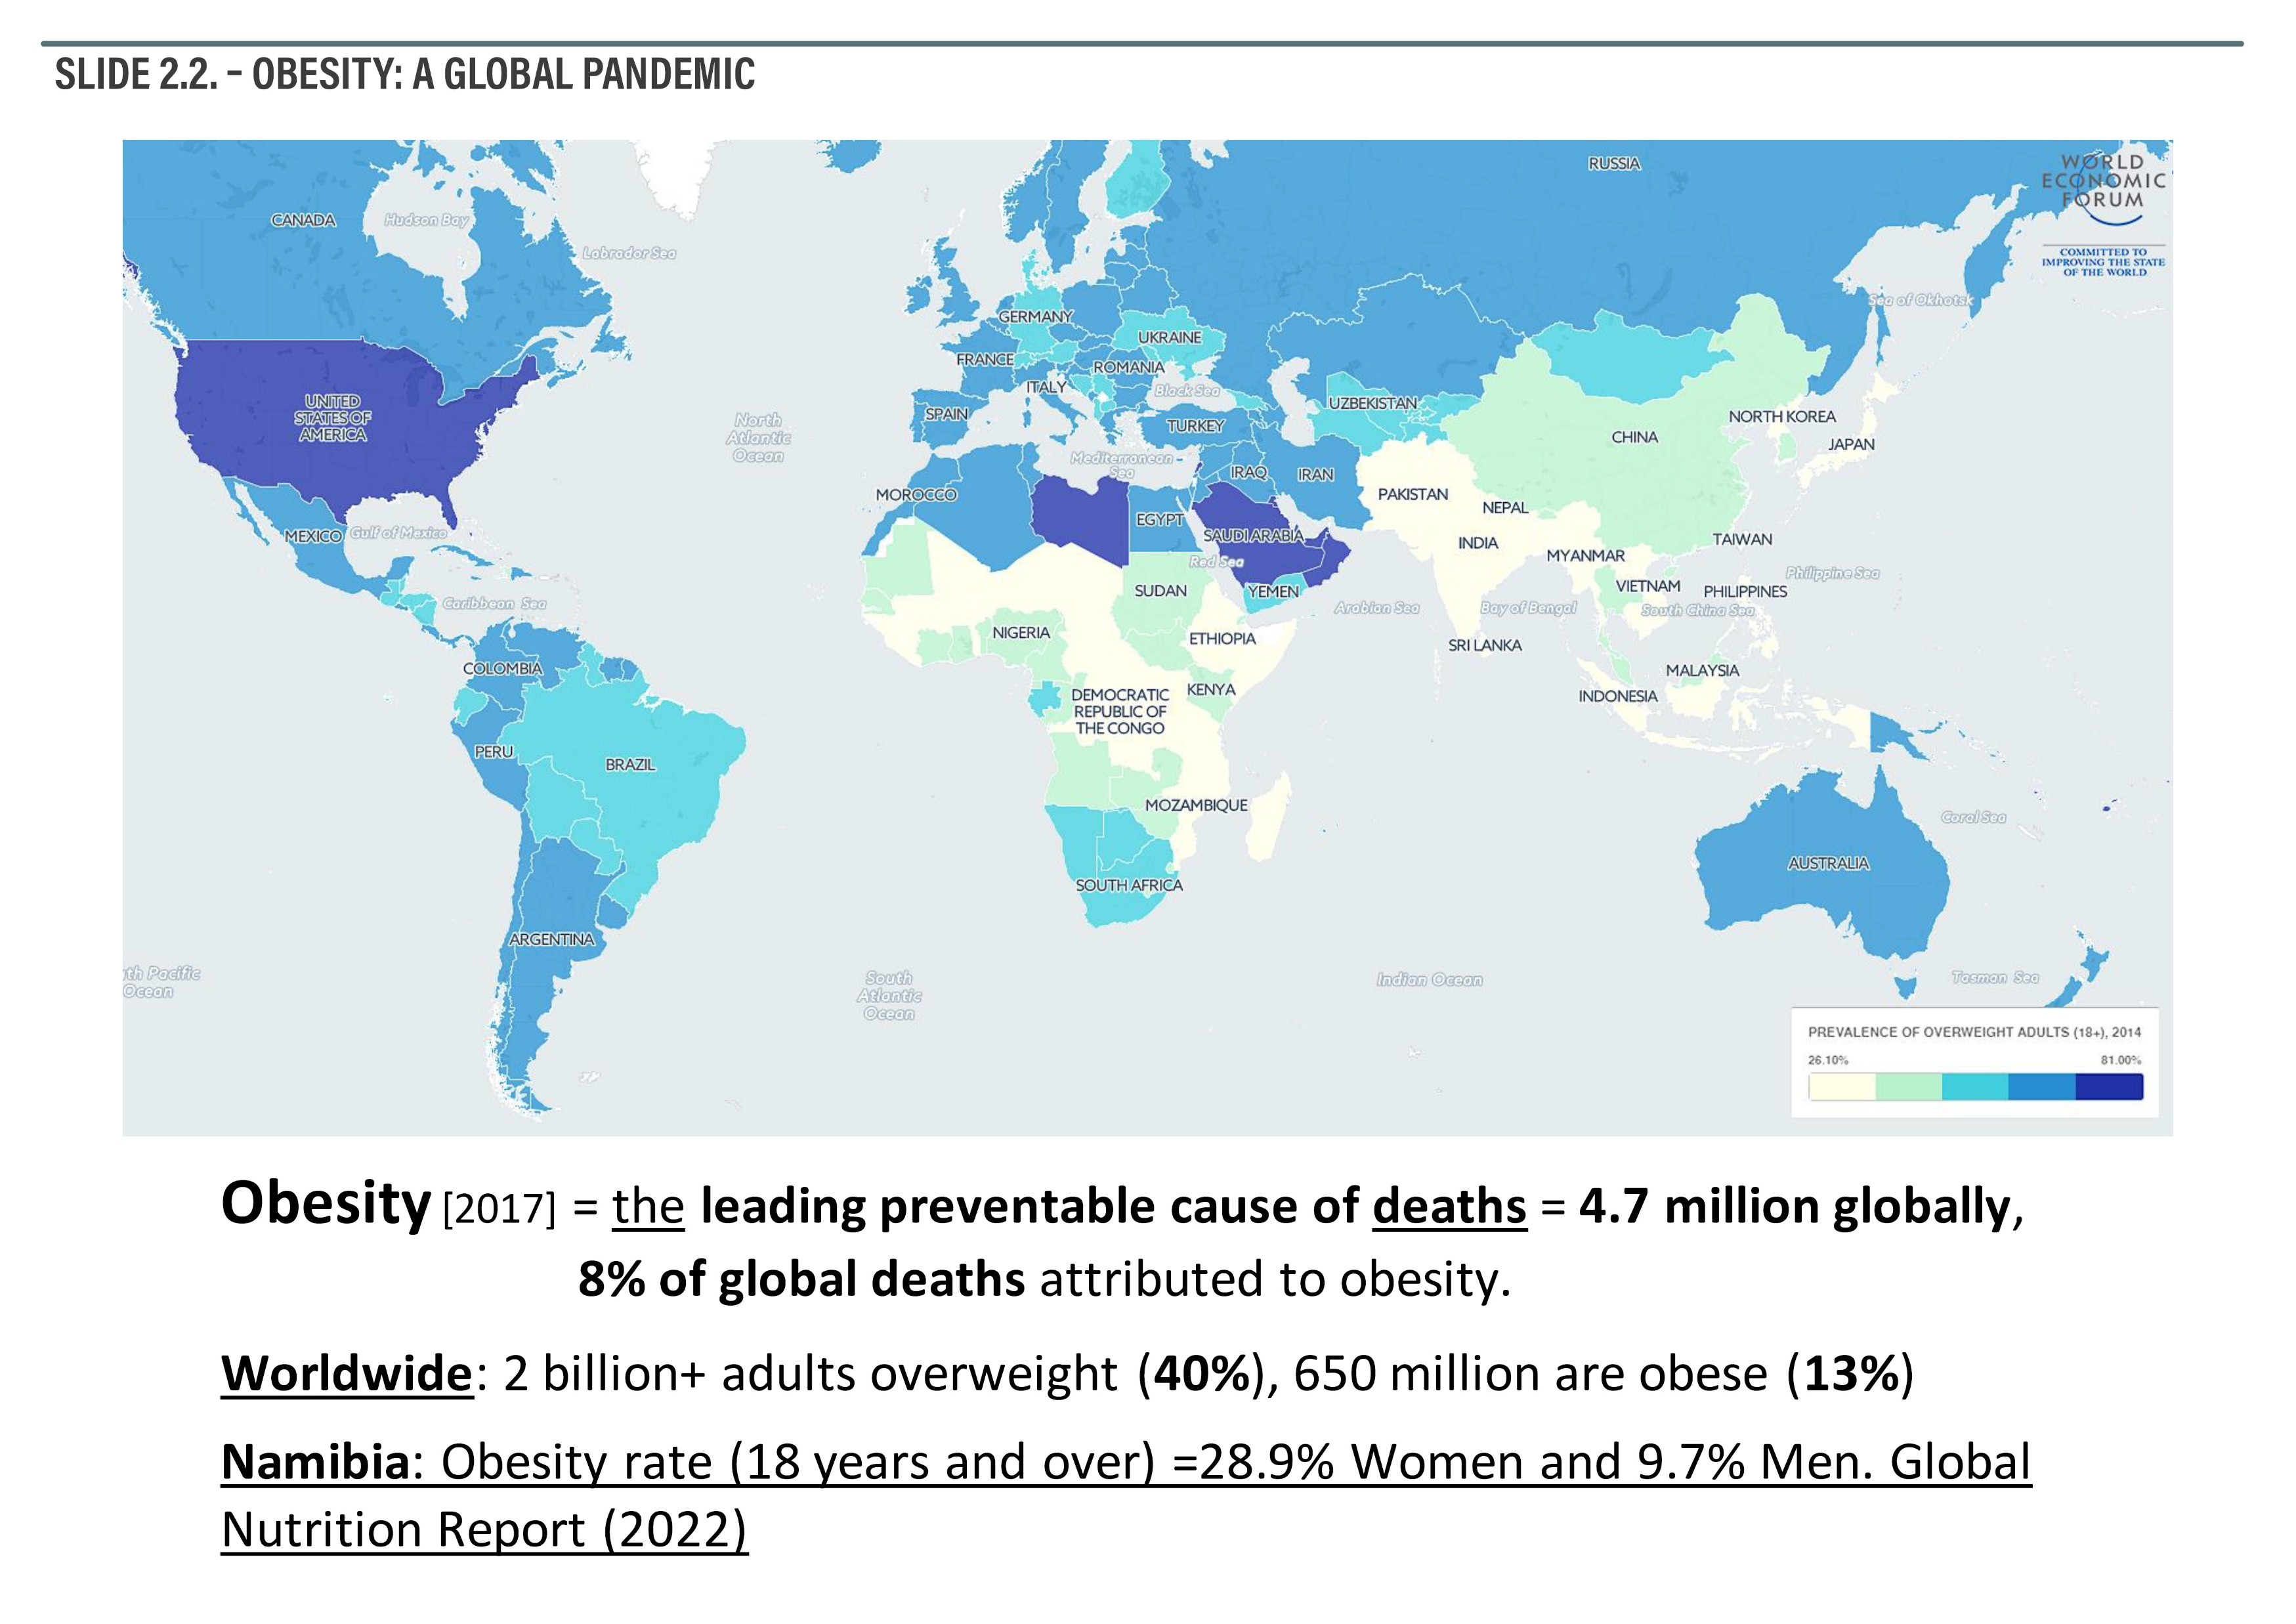 SLIDE 2.2. – OBESITY: A GLOBAL PANDEMIC
RUSSIA
WORLD
ECONOMIC
FORUM
COMMITTED TO
IMPROVING THE STATE
OF THE WORLD
CANADA
Hudson Bay
Labrador Sea
Sea of Okhotsk
GERMANY
UKRAINE
FRANCE
ROMANIA
ITALY
Black Sea
UNITED
STATES OF
AMERICA
North
Atlantic
Ocean
SPAIN
TURKEY
UZBEKISTAN
NORTH KOREA
CHINA
JAPAN
Mediterranean
Sea
IRAQ
IRAN
MOROCCO
PAKISTAN
NEPAL
EGYPT
MEXICO
Gulf of Mexico
SAUDI ARABIA
INDIA
TAIWAN
MYANMAR
Red Sea
Philippine Sea
SUDAN
YEMEN
VIETNAM
PHILIPPINES
Caribbean Sea
Arabian Sea
Bay of Bengal
South China Sea
NIGERIA
ETHIOPIA
SRI LANKA
COLOMBIA
MALAYSIA
DEMOCRATIC
REPUBLIC OF
THE CONGO
KENYA
INDONESIA
PERU
BRAZIL
MOZAMBIQUE
Coral Sea
AUSTRALIA
SOUTH AFRICA
ARGENTINA
th Pacific
Ocean
South
Atlantic
Ocean
Indian Ocean
Tasman Sea
PREVALENCE OF OVERWEIGHT ADULTS (18+), 2014
26.10% 81.00%
Obesity [2017] = the leading preventable cause of deaths = 4.7 million globally,
8% of global deaths attributed to obesity.
Worldwide: 2 billion+ adults overweight (40%), 650 million are obese (13%)
Namibia: Obesity rate (18 years and over) =28.9% Women and 9.7% Men. Global
Nutrition Report (2022)